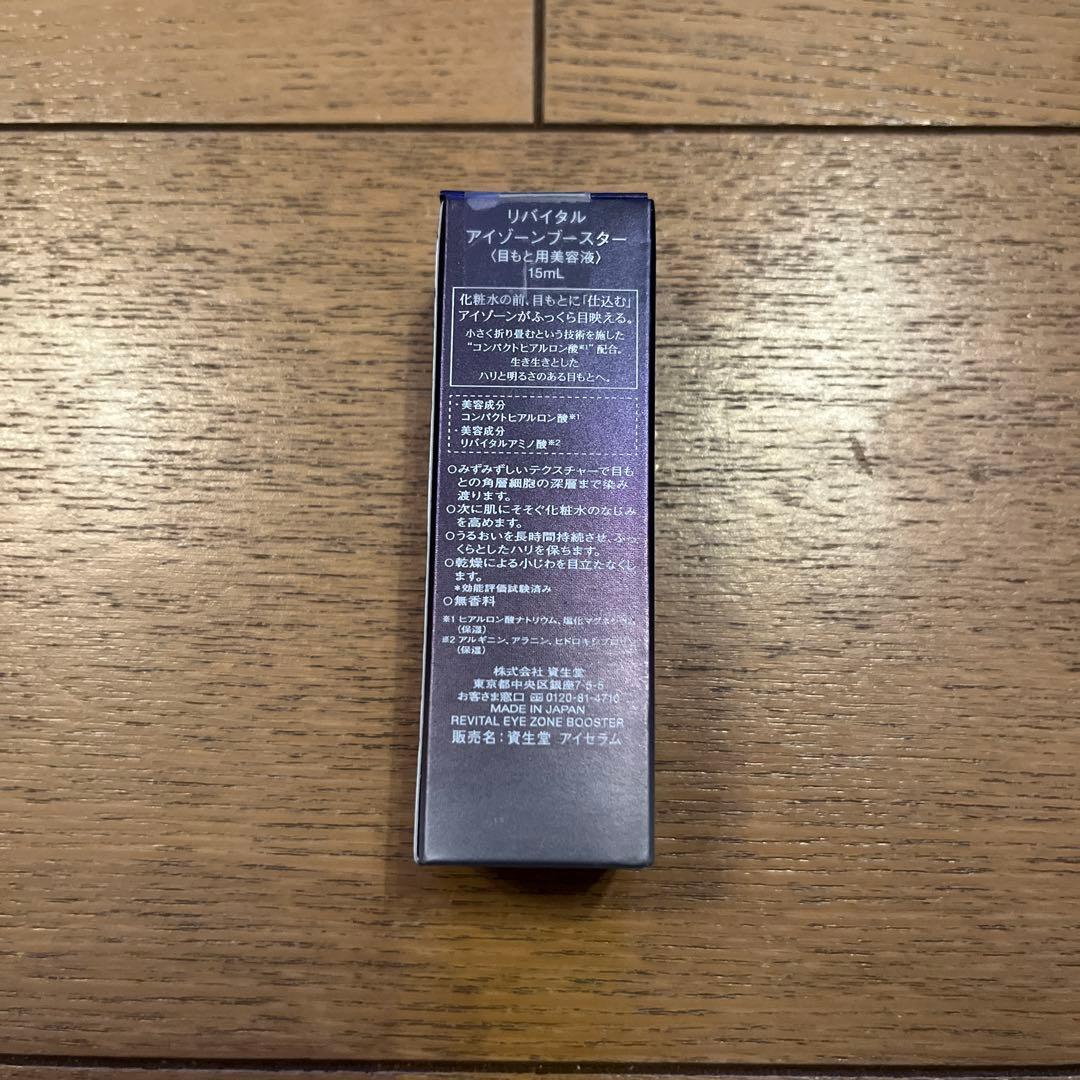 リバイタル
アイゾーンブースター
〈目もと用美容液〉
15mL
化粧水の前、目もとに「仕込む」
アイゾーンがふっくら目映える。
小さく折り畳むという技術を施した
“コンパクトヒアルロン酸※1”配合。
生き生きとした
ハリと明るさのある目もとへ。
・美容成分
コンパクトヒアルロン酸※1
・美容成分
リバイタルアミノ酸※2
○みずみずしいテクスチャーで目も
との角層細胞の深層まで染み
渡ります。
○次に肌にそそぐ化粧水のなじみ
を高めます。
○うるおいを長時間持続させ、ふっ
くらとしたハリを保ちます。
○乾燥による小じわを目立たなくし
ます。
*効能評価試験済み
○無香料
※1 ヒアルロン酸ナトリウム、塩化マグネシウム
(保湿)
※2 アルギニン、アラニン、ヒドロキシプロリン
(保湿)
株式会社 資生堂
東京都中央区銀座7-5-5
お客さま窓口 0120-81-4710
MADE IN JAPAN
REVITAL EYE ZONE BOOSTER
販売名：資生堂 アイセラム